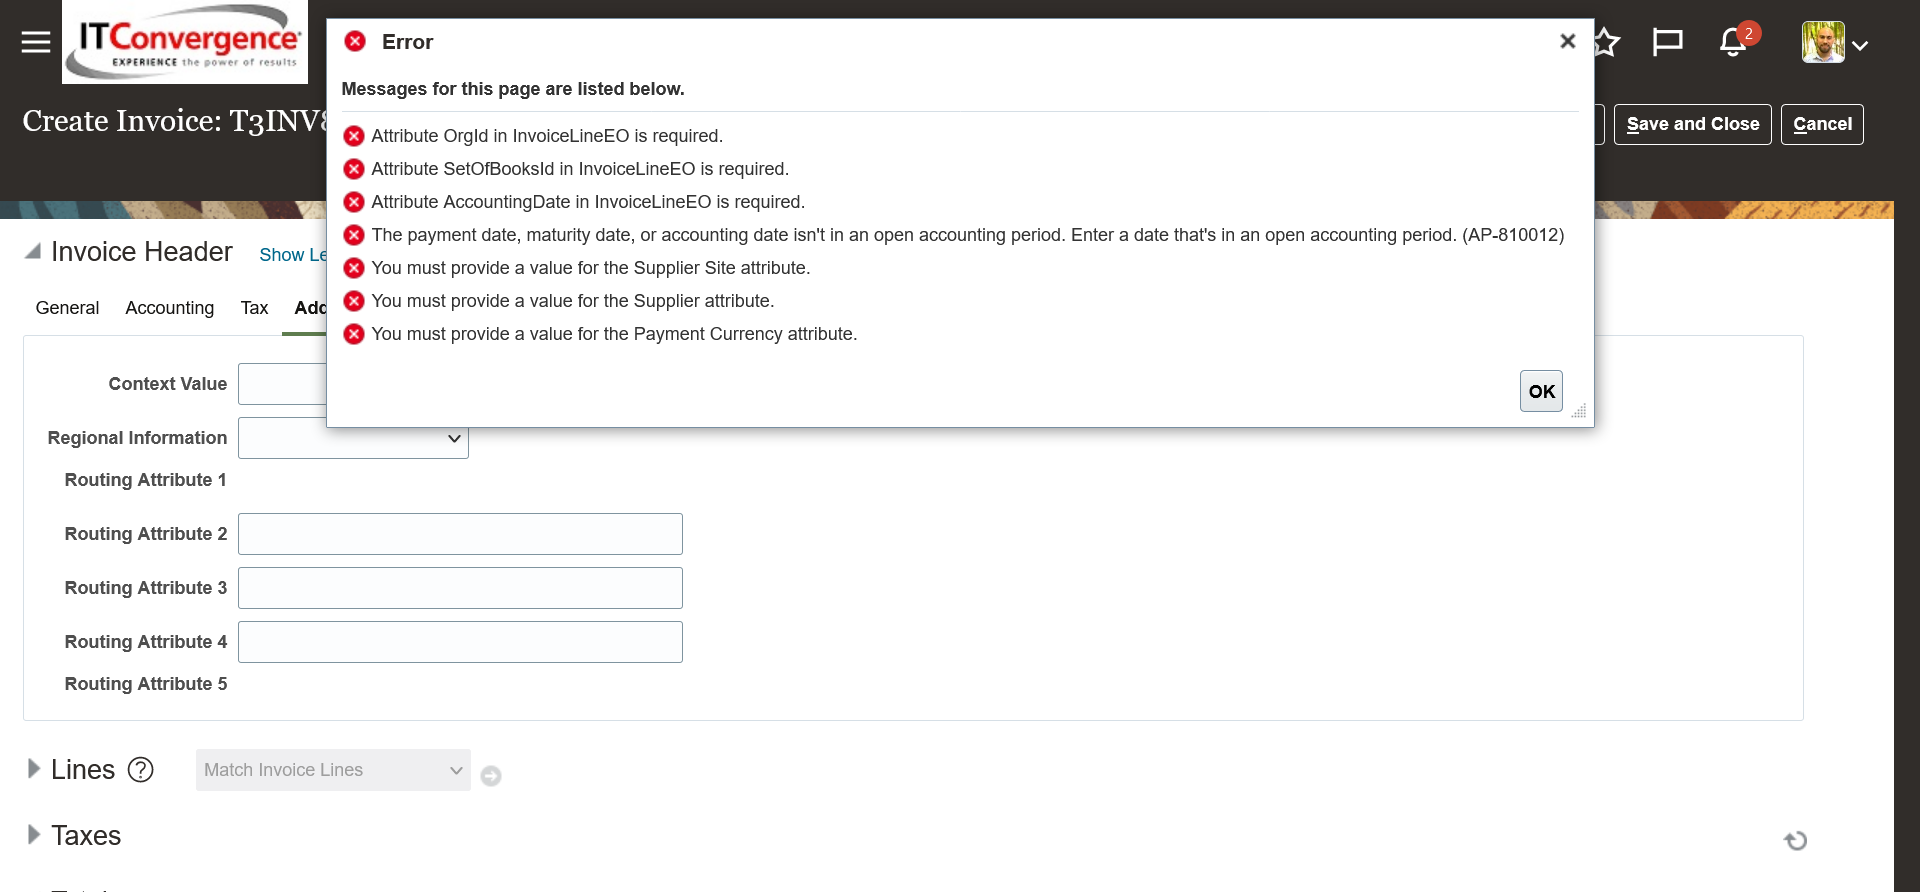 ITConvergence
EXPERIENCE the power of results
2
Create Invoice: T3INV
Save and Close
Cancel
Error
Messages for this page are listed below.
Attribute OrgId in InvoiceLineEO is required.
Attribute SetOfBooksId in InvoiceLineEO is required.
Attribute AccountingDate in InvoiceLineEO is required.
The payment date, maturity date, or accounting date isn't in an open accounting period. Enter a date that's in an open accounting period. (AP-810012)
You must provide a value for the Supplier Site attribute.
You must provide a value for the Supplier attribute.
You must provide a value for the Payment Currency attribute.
OK
Invoice Header Show Le
General Accounting Tax Add
Context Value
Regional Information
Routing Attribute 1
Routing Attribute 2
Routing Attribute 3
Routing Attribute 4
Routing Attribute 5
Lines ? Match Invoice Lines
Taxes